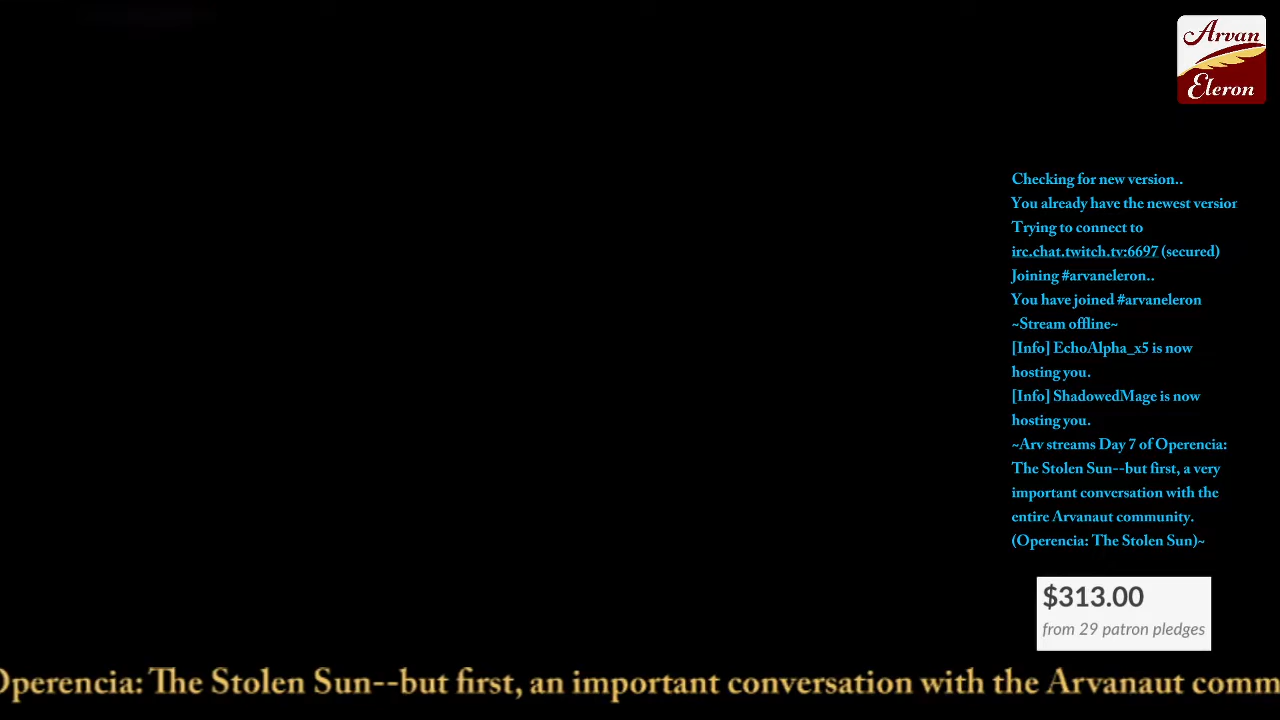 Arvan
Eleron
Checking for new version..
You already have the newest version
Trying to connect to
irc.chat.twitch.tv:6697 (secured)
Joining #arvaneleron..
You have joined #arvaneleron
~Stream offline~
[Info] EchoAlpha_x5 is now
hosting you.
[Info] ShadowedMage is now
hosting you.
~Arv streams Day 7 of Operencia:
The Stolen Sun--but first, a very
important conversation with the
entire Arvanaut community.
(Operencia: The Stolen Sun)~
$313.00
from 29 patron pledges
Operencia: The Stolen Sun--but first, an important conversation with the Arvanaut comm